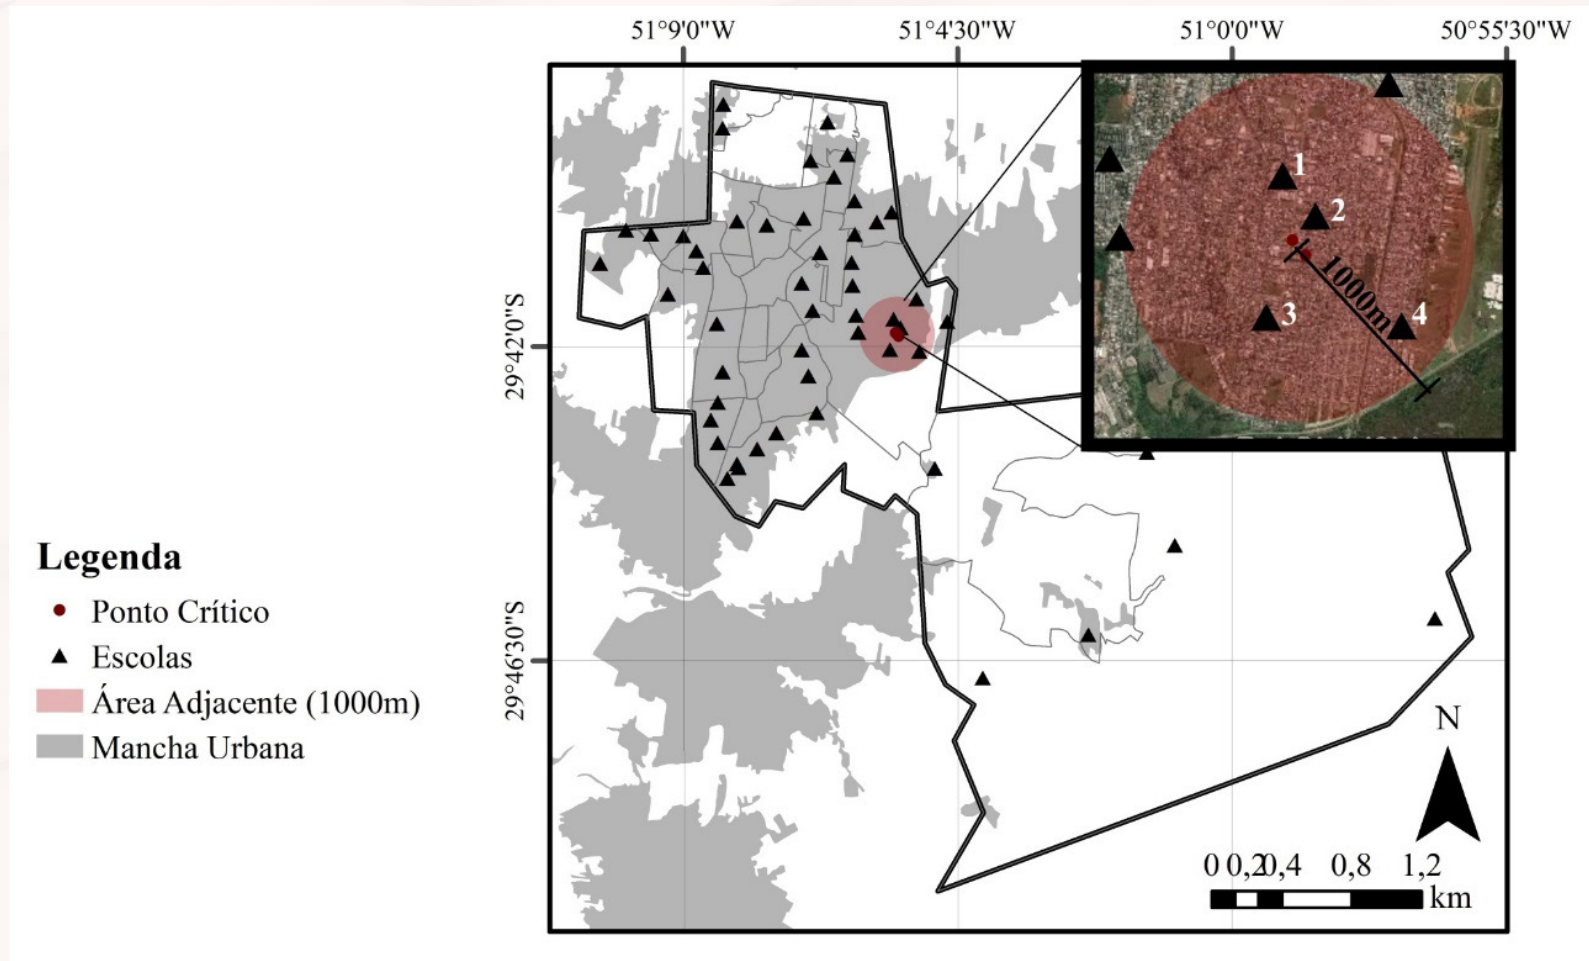 51°9'0"W
51°4'30"W
51°0'0"W
50°55'30"W
1
2
1000m
3
4
29°42'0"S
29°46'30"S
Legenda
Ponto Crítico
Escolas
Área Adjacente (1000m)
Mancha Urbana
N
0 0,2 0,4 0,8 1,2
km